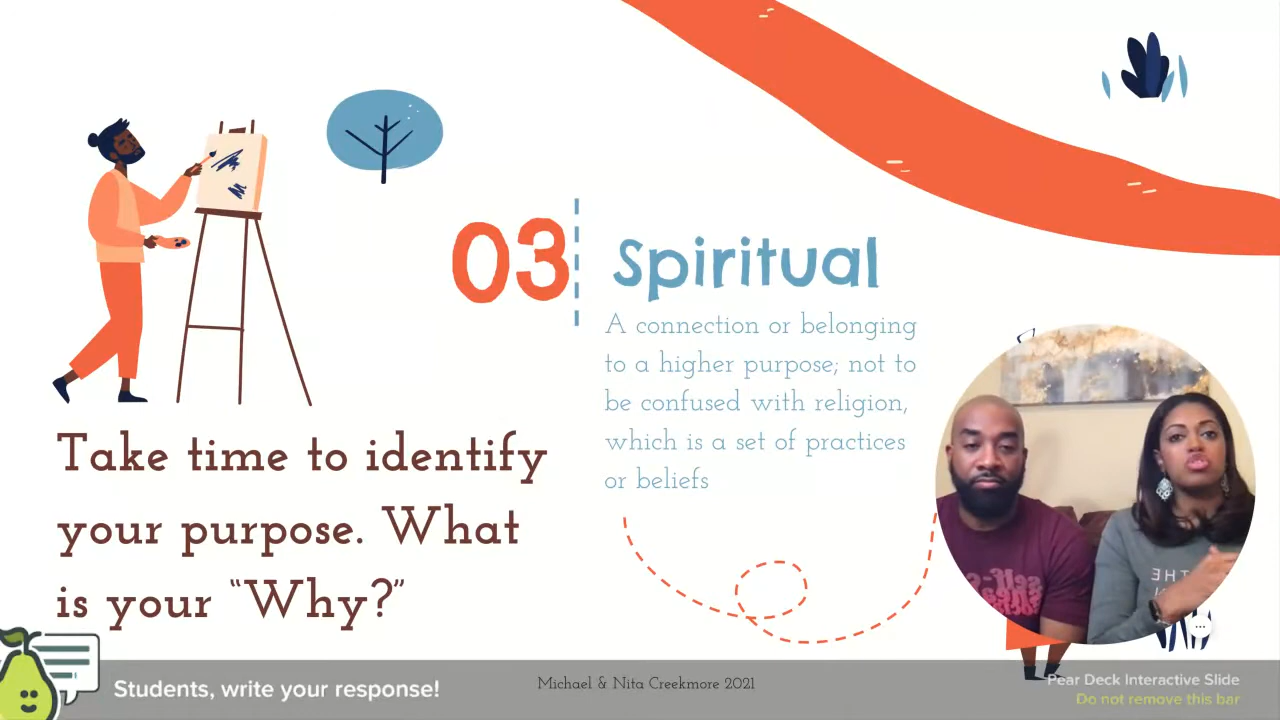 03
Spiritual
A connection or belonging
to a higher purpose; not to
be confused with religion,
which is a set of practices
or beliefs
Take time to identify
your purpose. What
is your “Why?”
THE
Students, write your response!
Michael & Nita Creekmore 2021
Pear Deck Interactive Slide
Do not remove this bar